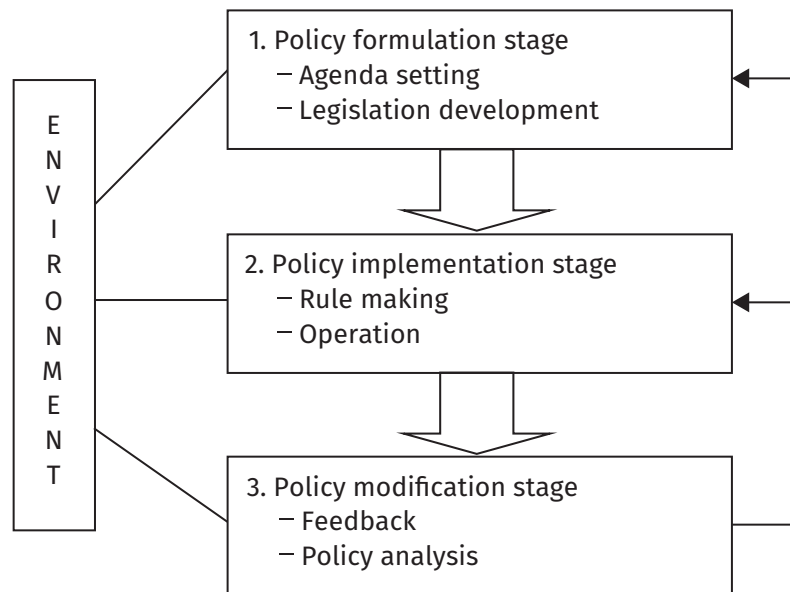 ENVIRONMENT
1. Policy formulation stage
– Agenda setting
– Legislation development
2. Policy implementation stage
– Rule making
– Operation
3. Policy modification stage
– Feedback
– Policy analysis